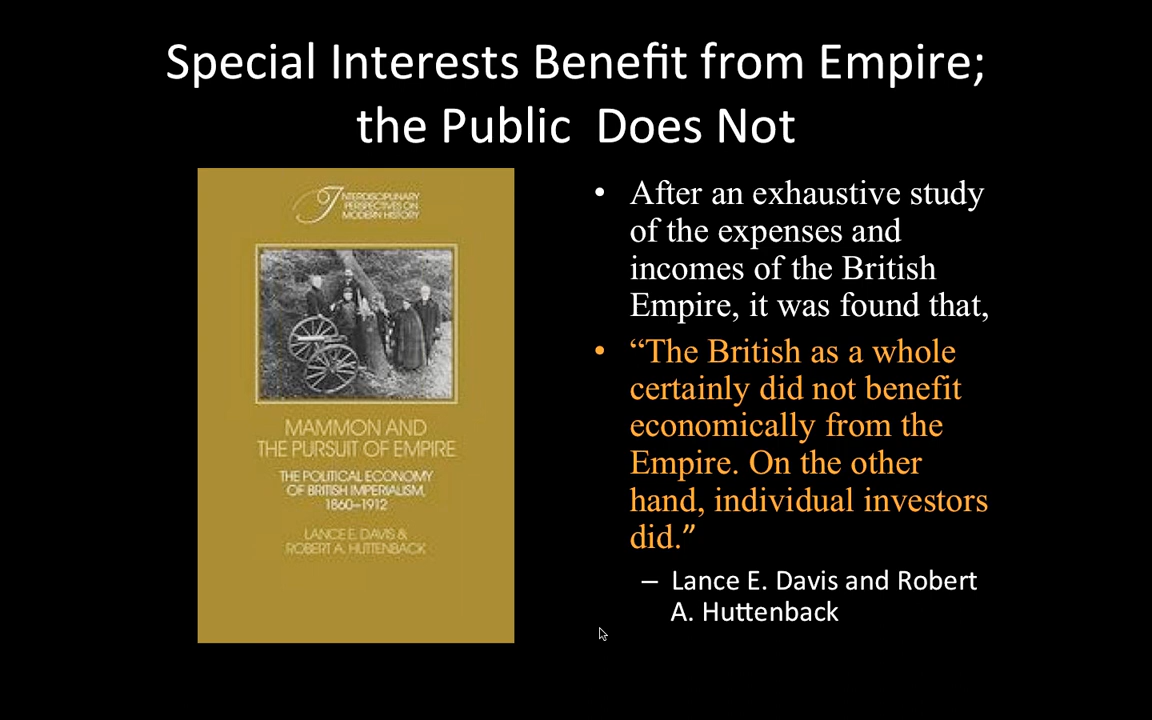 Special Interests Benefit from Empire;
the Public Does Not
INTERDISCIPLINARY
PERSPECTIVES ON
MODERN HISTORY
MAMMON AND
THE PURSUIT OF EMPIRE
THE POLITICAL ECONOMY
OF BRITISH IMPERIALISM,
1860–1912
LANCE E. DAVIS &
ROBERT A. HUTTENBACK
• After an exhaustive study
of the expenses and
incomes of the British
Empire, it was found that,
• “The British as a whole
certainly did not benefit
economically from the
Empire. On the other
hand, individual investors
did.”
– Lance E. Davis and Robert
A. Huttenback